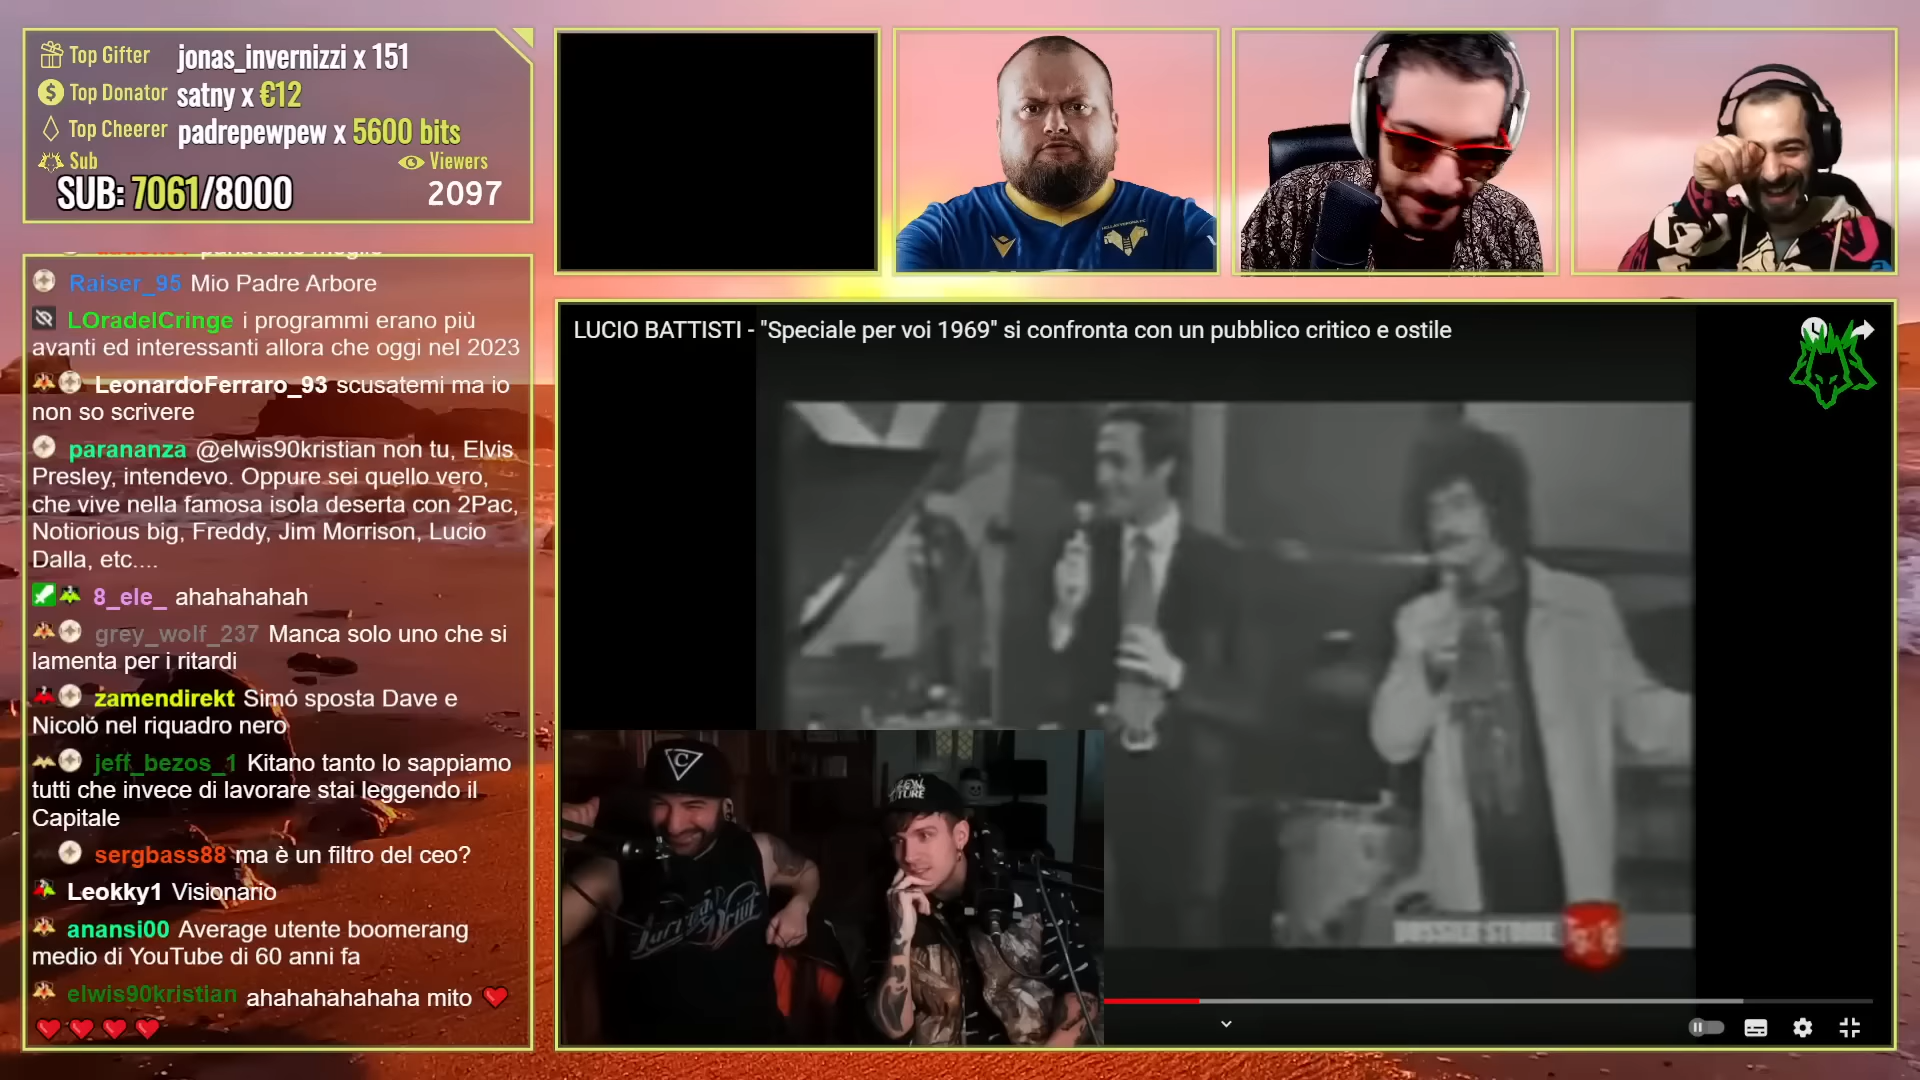 Top Gifter jonas_invernizzi x 151
Top Donator satny x €12
Top Cheerer padrepewpew x 5600 bits
Sub Viewers
SUB: 7061/8000 2097
Raiser_95 Mio Padre Arbore
LOradelCringe i programmi erano più
avanti ed interessanti allora che oggi nel 2023
LeonardoFerraro_93 scusatemi ma io
non so scrivere
parananza @elwis90kristian non tu, Elvis
Presley, intendevo. Oppure sei quello vero,
che vive nella famosa isola deserta con 2Pac,
Notiorious big, Freddy, Jim Morrison, Lucio
Dalla, etc....
8_ele_ ahahahahah
grey_wolf_237 Manca solo uno che si
lamenta per i ritardi
zamendirekt Simó sposta Dave e
Nicoló nel riquadro nero
jeff_bezos_1 Kitano tanto lo sappiamo
tutti che invece di lavorare stai leggendo il
Capitale
sergbass88 ma è un filtro del ceo?
Leokky1 Visionario
anansi00 Average utente boomerang
medio di YouTube di 60 anni fa
elwis90kristian ahahahahahaha mito
LUCIO BATTISTI - "Speciale per voi 1969" si confronta con un pubblico critico e ostile
DOSSIER STORIE